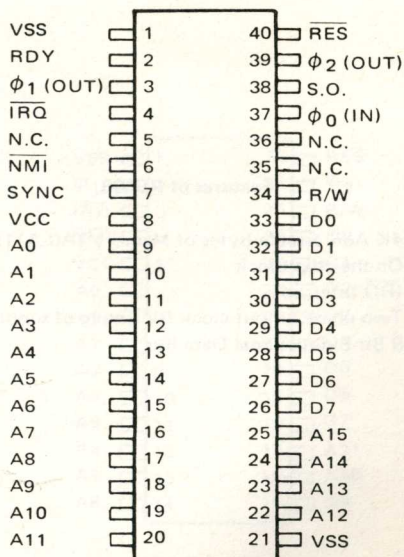 VSS 1 40 R̅E̅S̅
RDY 2 39 ϕ2 (OUT)
ϕ1 (OUT) 3 38 S.O.
I̅R̅Q̅ 4 37 ϕ0 (IN)
N.C. 5 36 N.C.
N̅M̅I̅ 6 35 N.C.
SYNC 7 34 R/W
VCC 8 33 D0
A0 9 32 D1
A1 10 31 D2
A2 11 30 D3
A3 12 29 D4
A4 13 28 D5
A5 14 27 D6
A6 15 26 D7
A7 16 25 A15
A8 17 24 A14
A9 18 23 A13
A10 19 22 A12
A11 20 21 VSS